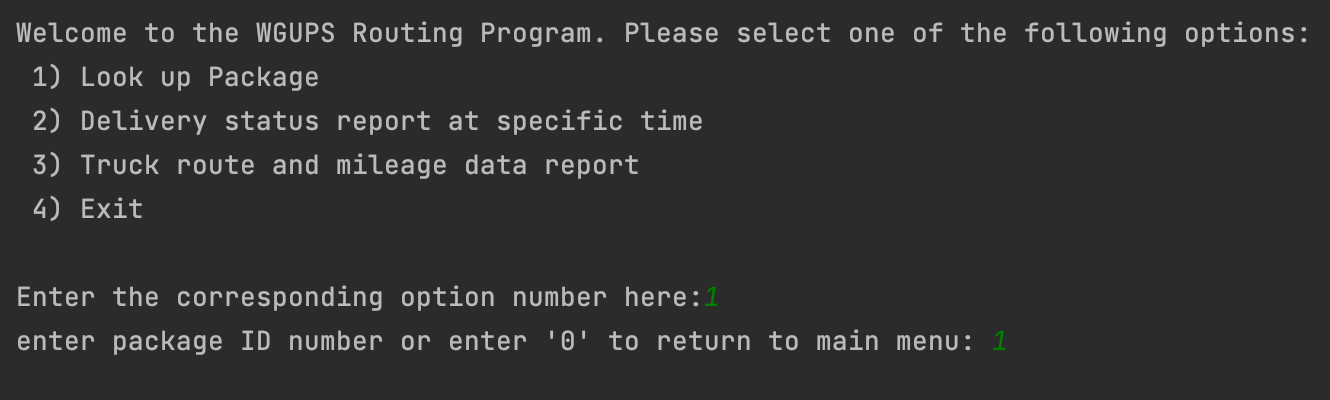 Welcome to the WGUPS Routing Program. Please select one of the following options:
1) Look up Package
2) Delivery status report at specific time
3) Truck route and mileage data report
4) Exit
Enter the corresponding option number here:1
enter package ID number or enter '0' to return to main menu: 1